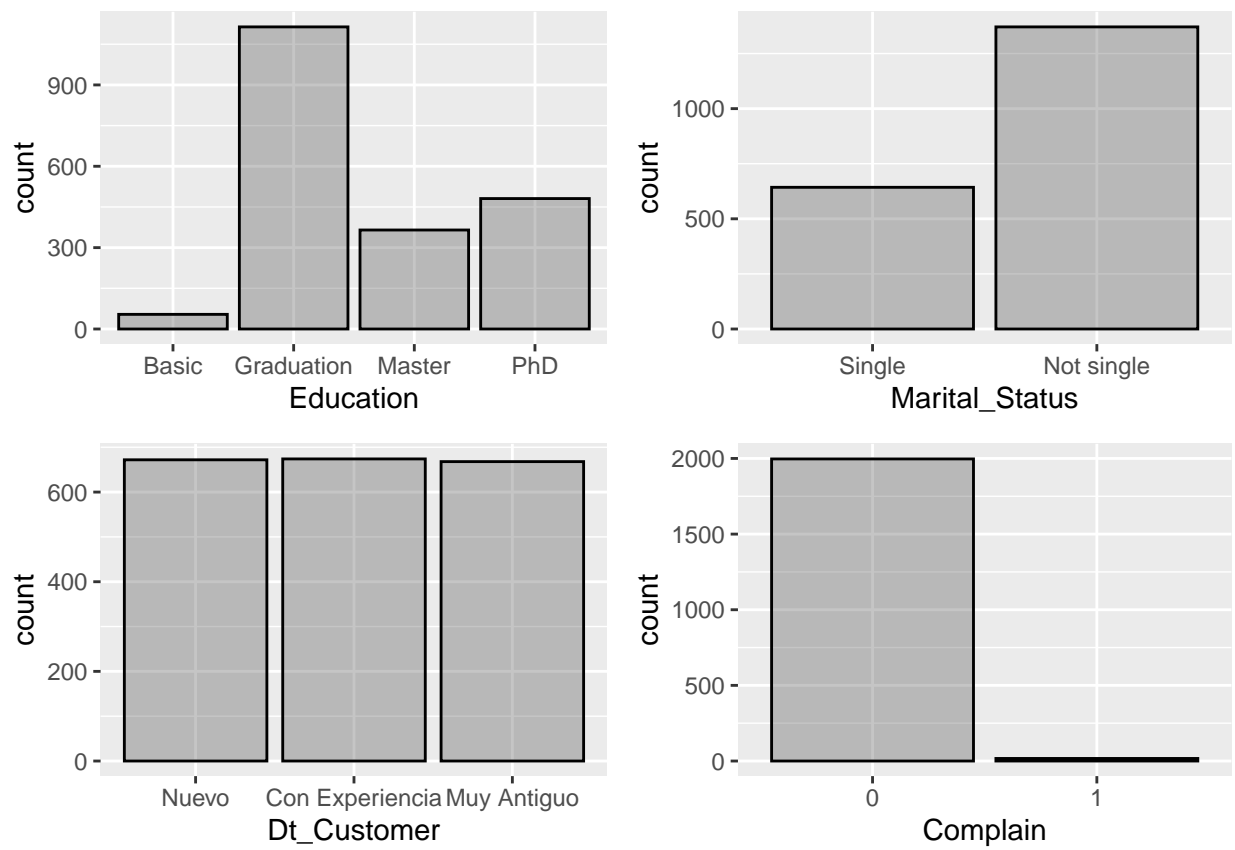 900
600
300
0
count
Basic Graduation Master PhD
Education
1000
500
0
count
Single Not single
Marital_Status
600
400
200
0
count
Nuevo Con Experiencia Muy Antiguo
Dt_Customer
2000
1500
1000
500
0
count
0 1
Complain